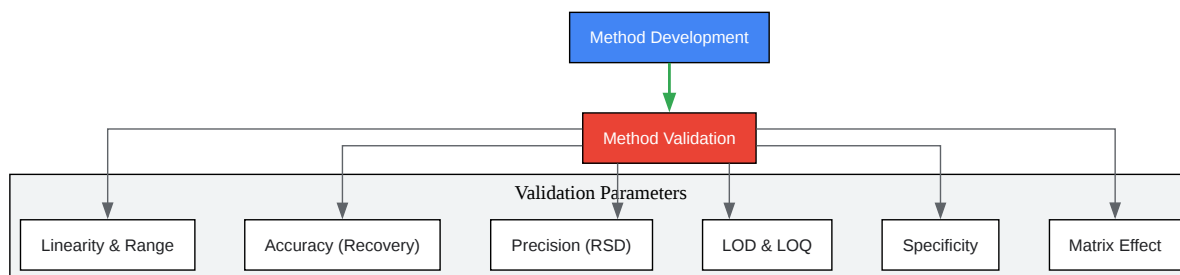 Method Development
Method Validation
Validation Parameters
Linearity & Range
Accuracy (Recovery)
Precision (RSD)
LOD & LOQ
Specificity
Matrix Effect